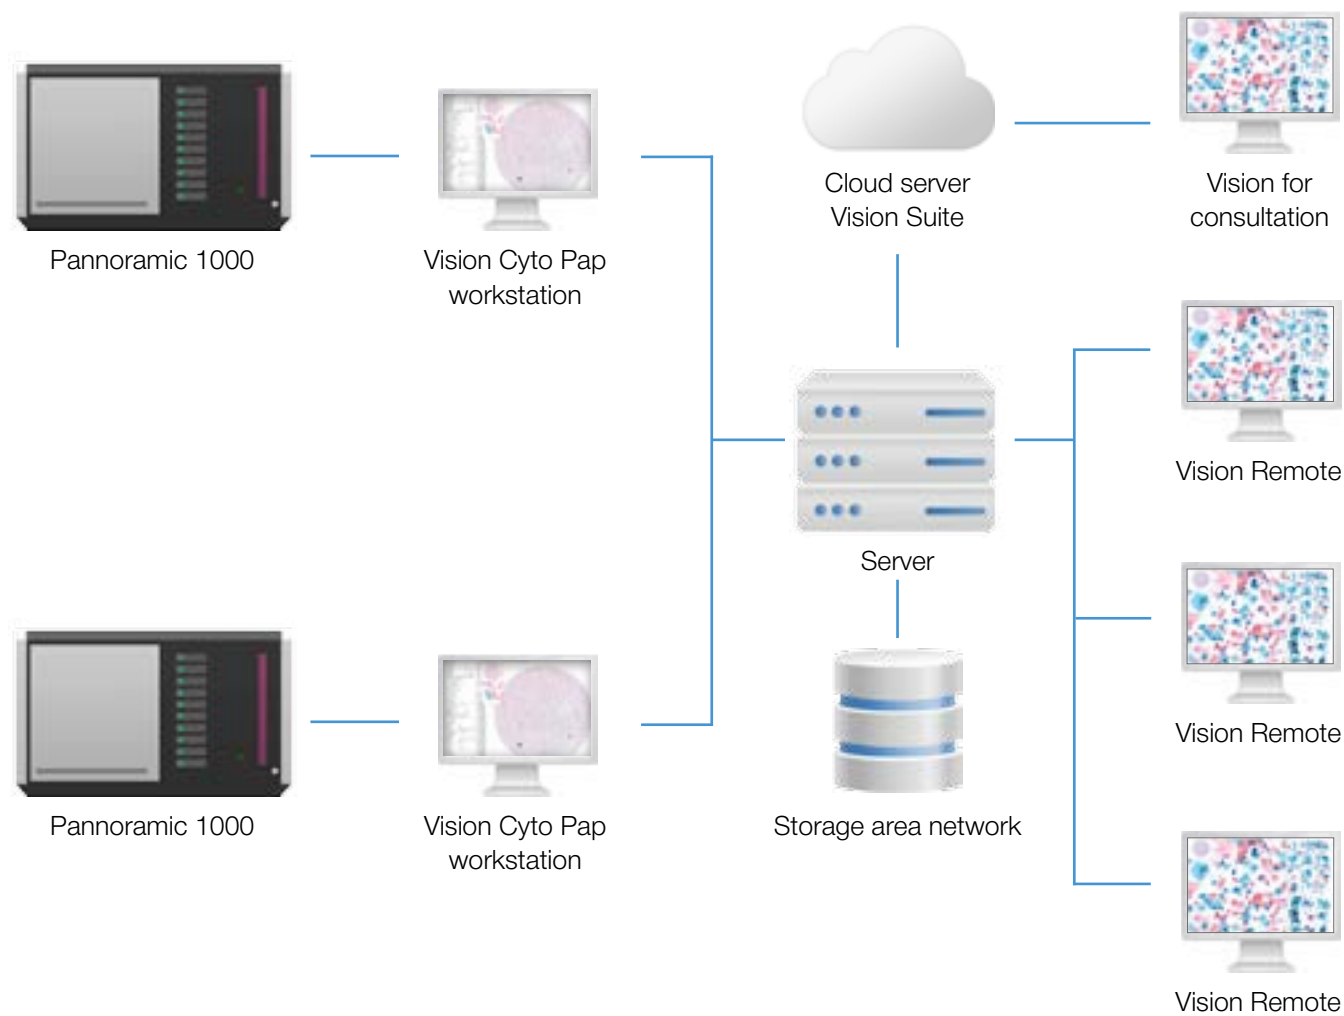 Pannoramic 1000
Vision Cyto Pap
workstation
Cloud server
Vision Suite
Vision for
consultation
Vision Remote
Server
Vision Remote
Pannoramic 1000
Vision Cyto Pap
workstation
Storage area network
Vision Remote